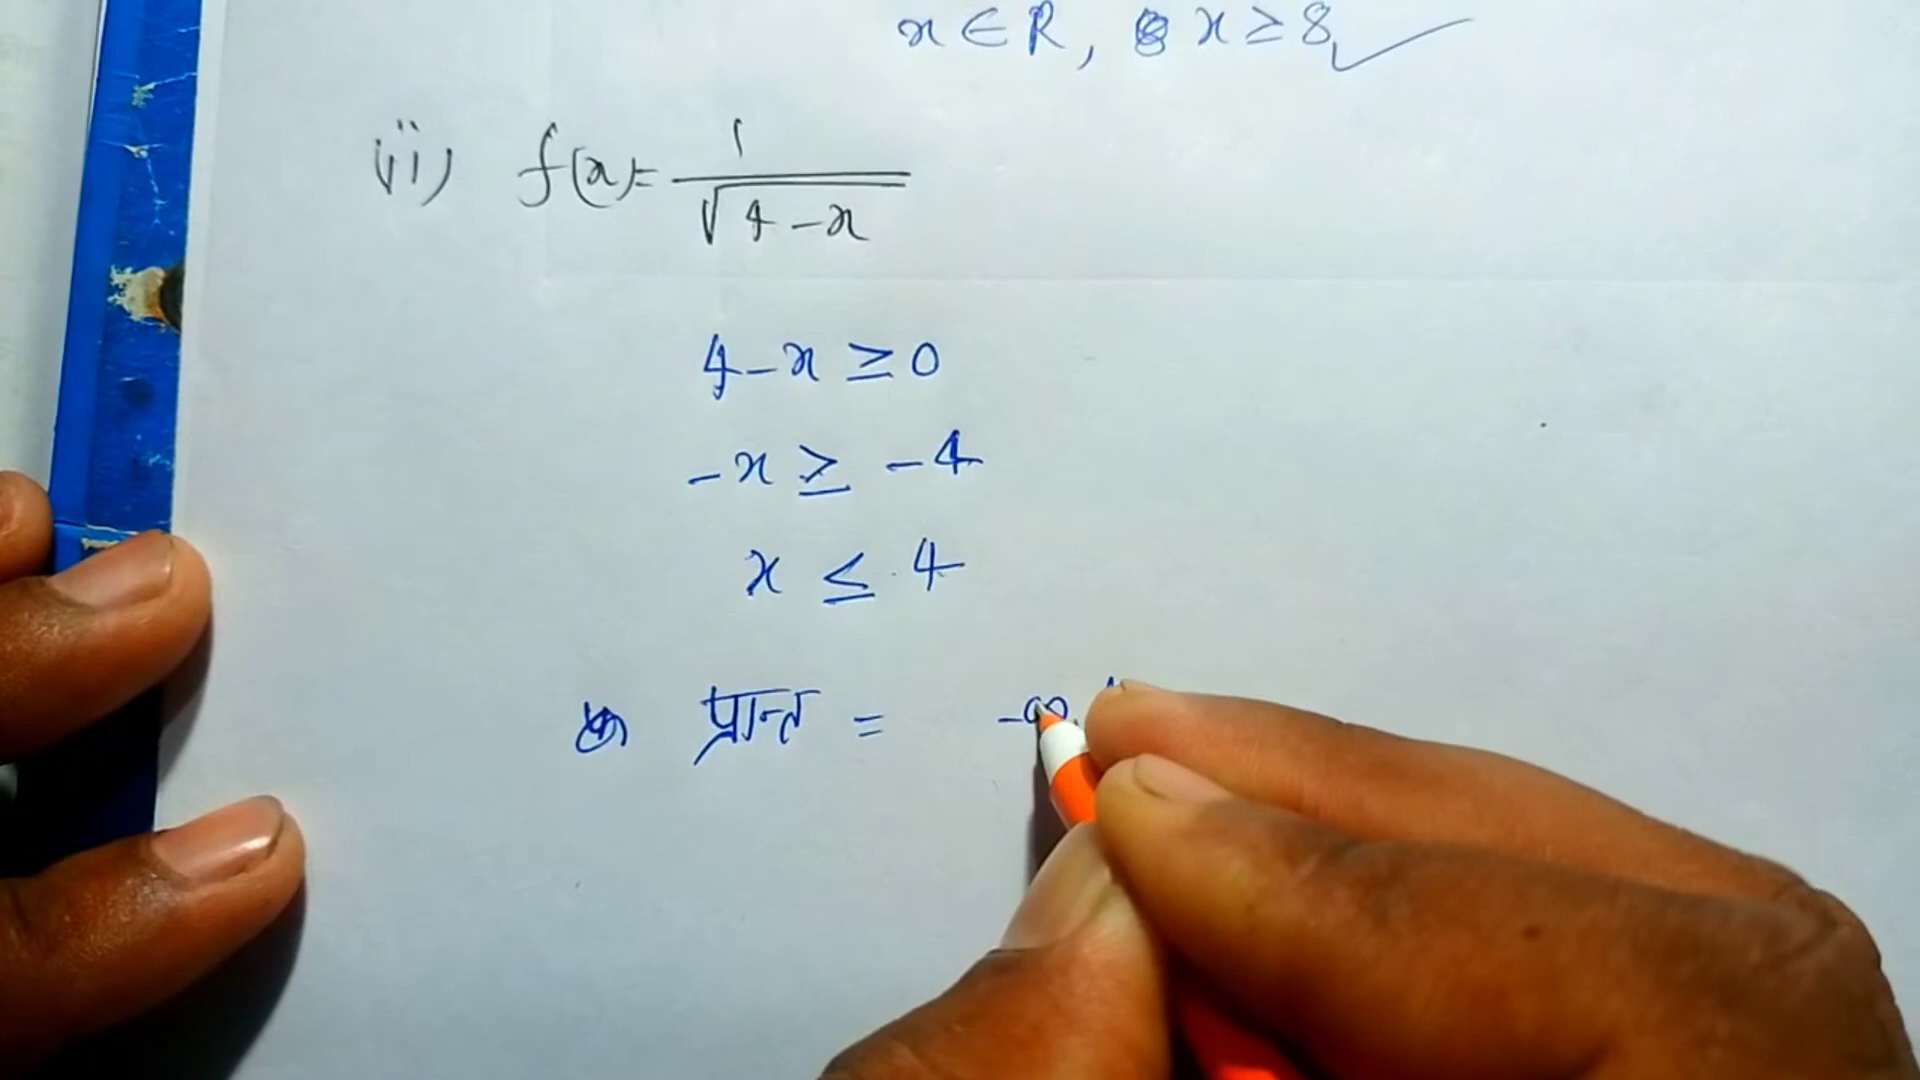 x ∈ R, x ≥ 8
(ii) f(x) = 1/√(4-x)
4-x ≥ 0
-x ≥ -4
x ≤ 4
प्रान्त = -∞,